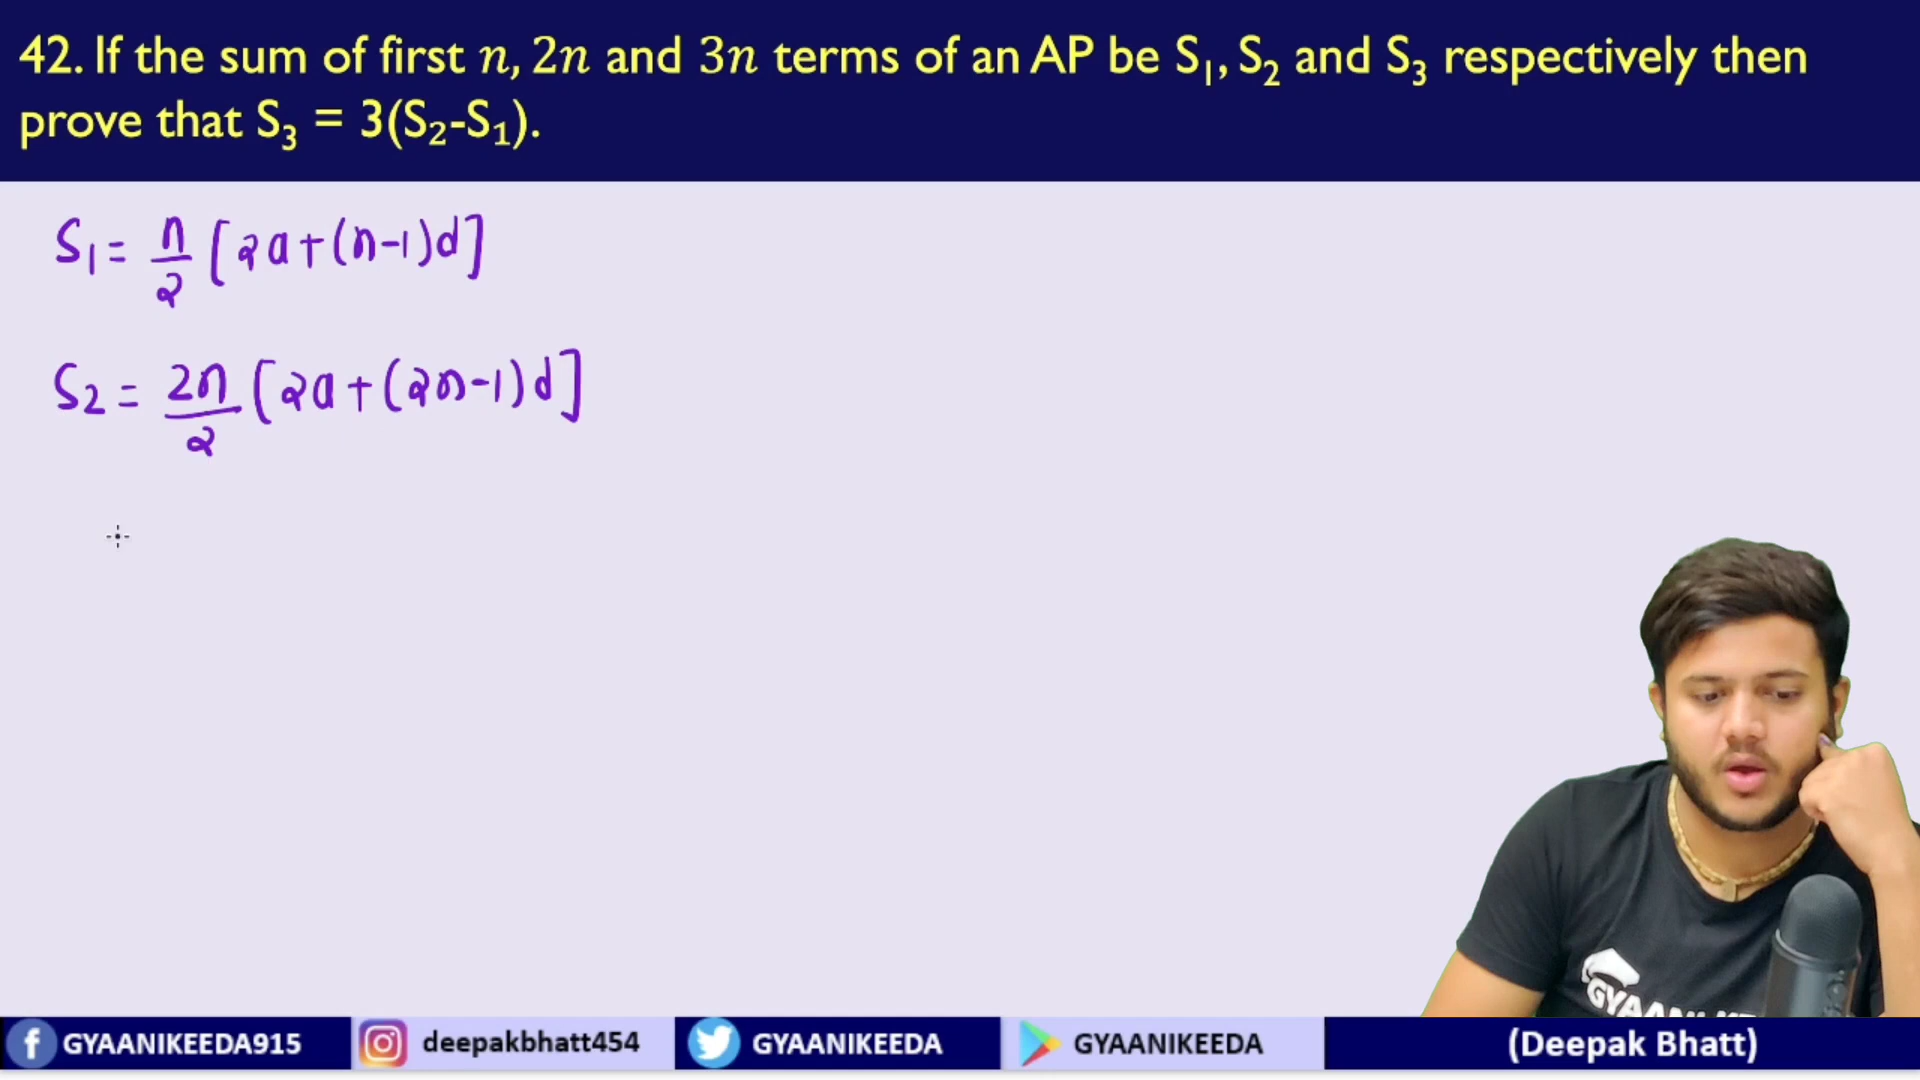 42. If the sum of first n, 2n and 3n terms of an AP be S₁, S₂ and S₃ respectively then
prove that S₃ = 3(S₂-S₁).
S₁ = n/2 [2a+(n-1)d]
S₂ = 2n/2 [2a+(2n-1)d]
GYAANIKEEDA915 deepakbhatt454 GYAANIKEEDA GYAANIKEEDA (Deepak Bhatt)